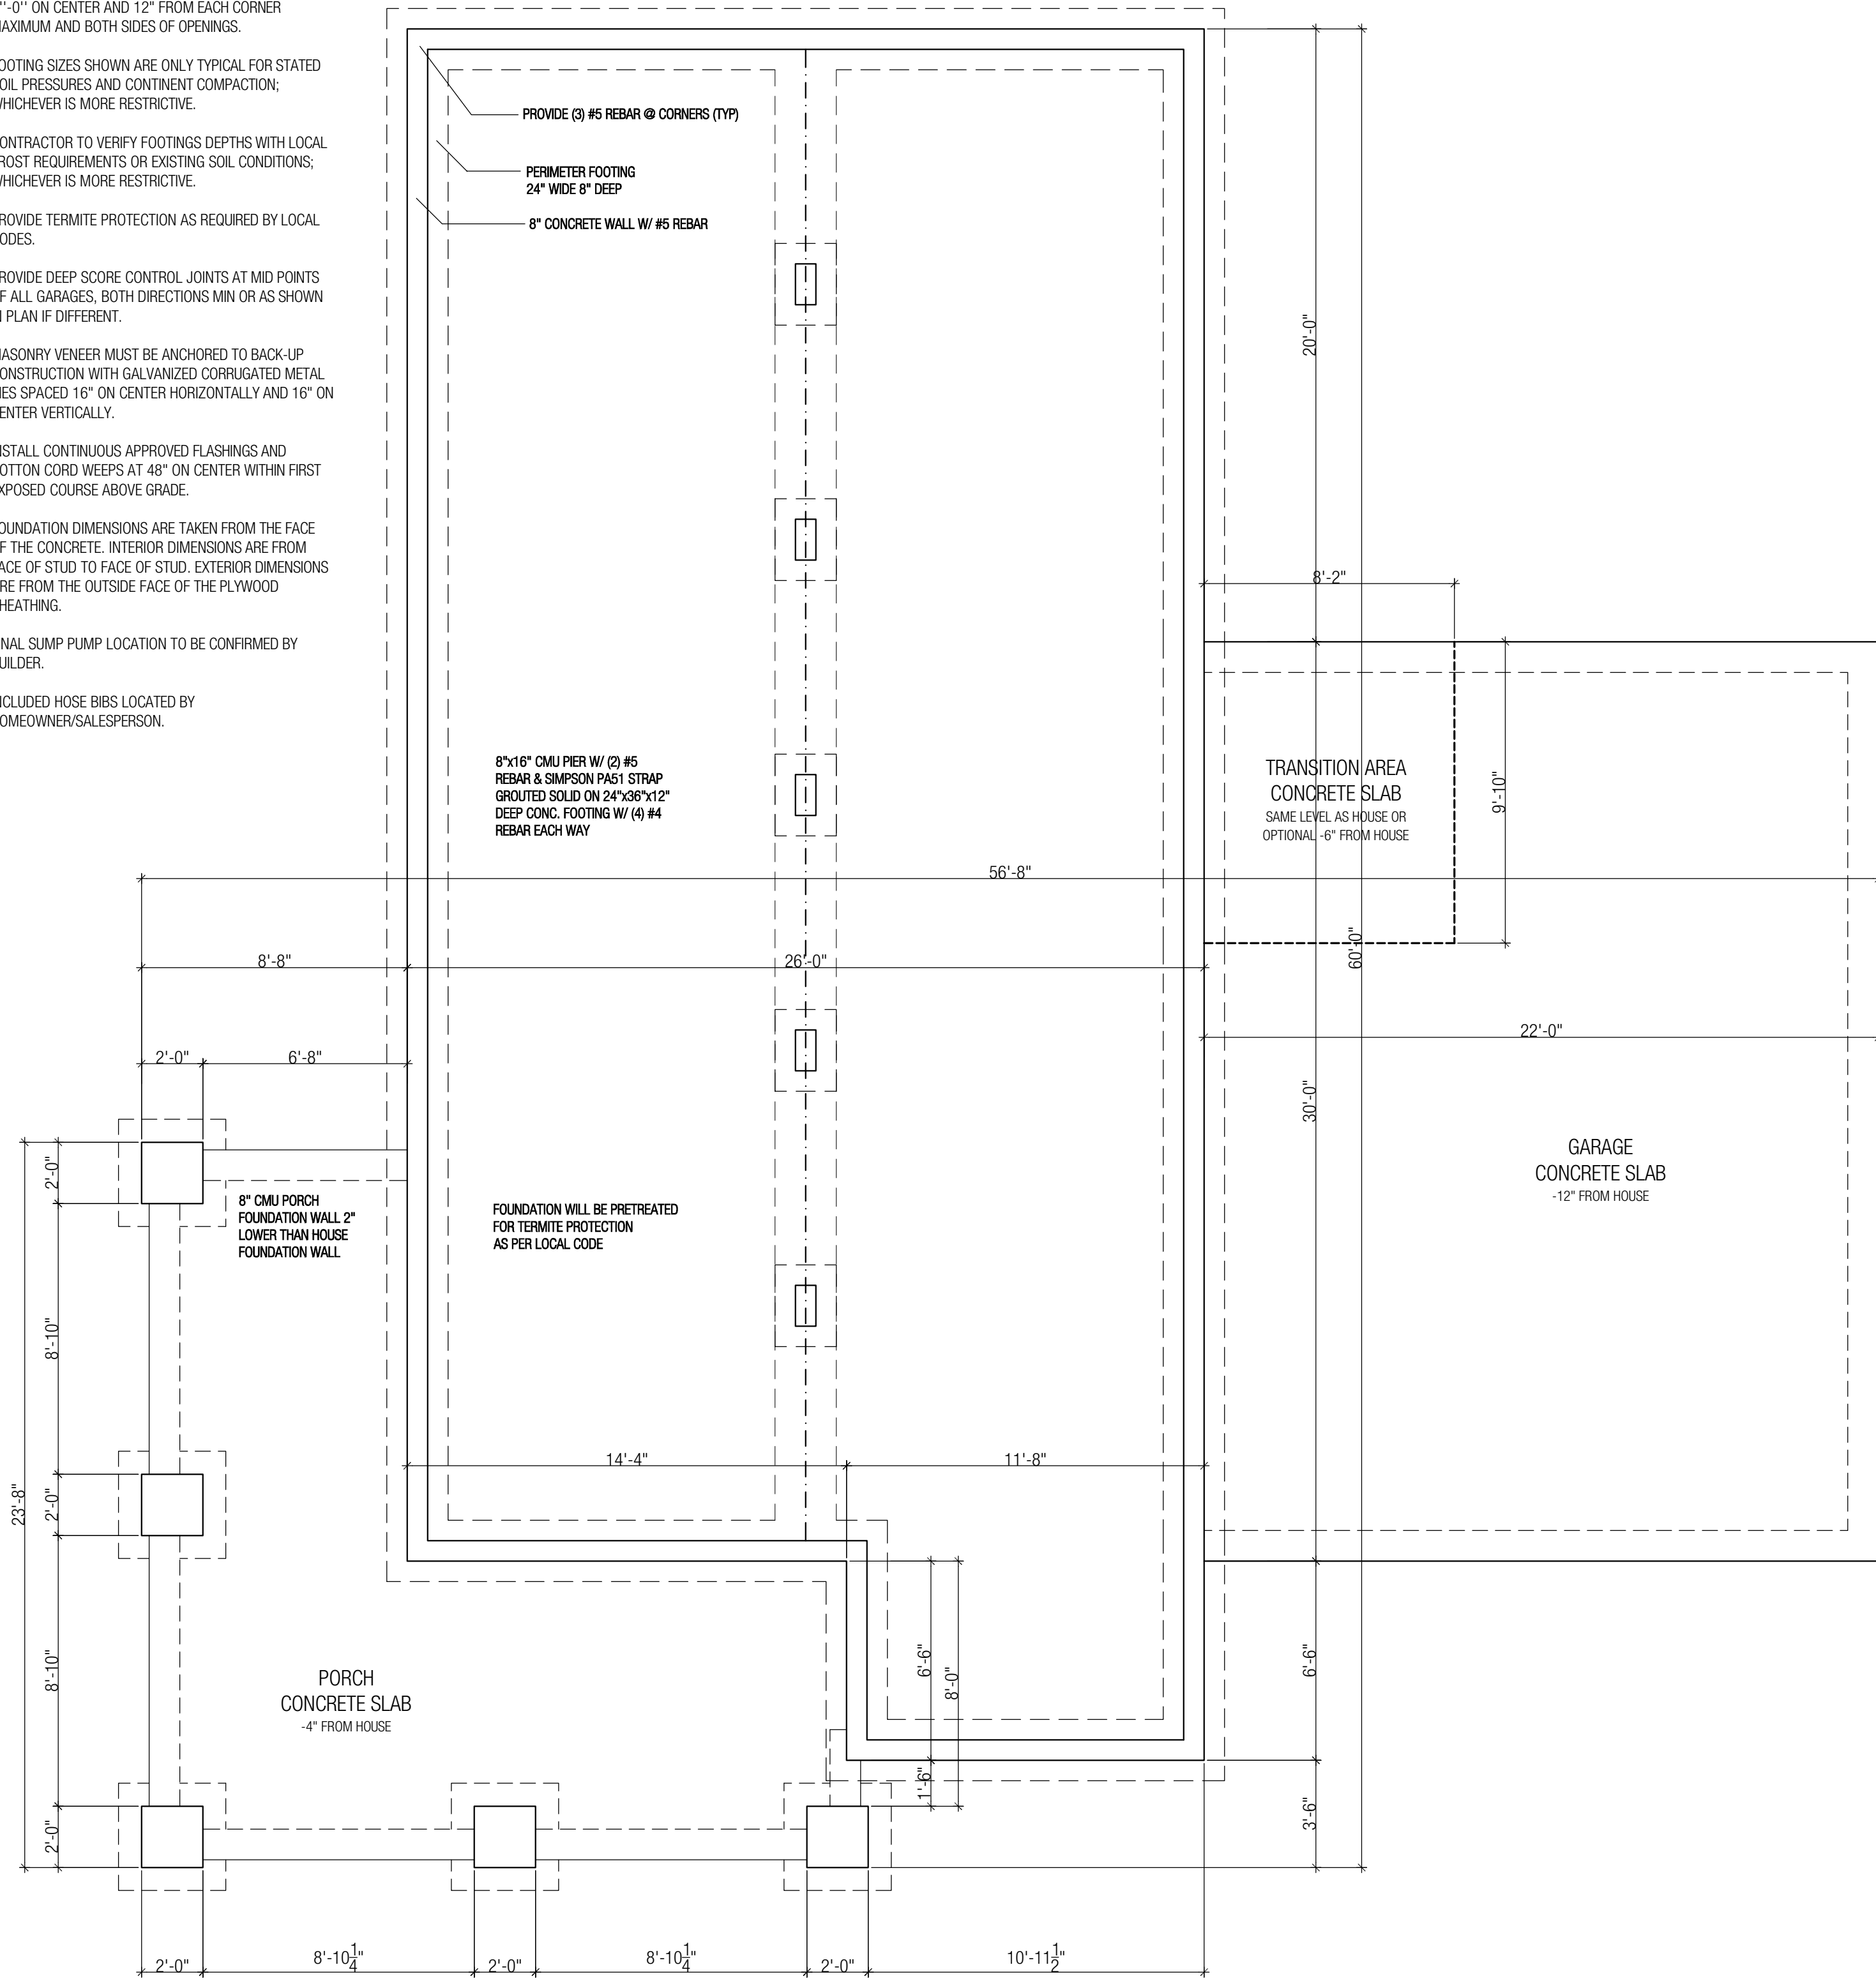 '-0'' ON CENTER AND 12" FROM EACH CORNER
AXIMUM AND BOTH SIDES OF OPENINGS.
OOTING SIZES SHOWN ARE ONLY TYPICAL FOR STATED
OIL PRESSURES AND CONTINENT COMPACTION;
HICHEVER IS MORE RESTRICTIVE.
ONTRACTOR TO VERIFY FOOTINGS DEPTHS WITH LOCAL
ROST REQUIREMENTS OR EXISTING SOIL CONDITIONS;
HICHEVER IS MORE RESTRICTIVE.
ROVIDE TERMITE PROTECTION AS REQUIRED BY LOCAL
ODES.
ROVIDE DEEP SCORE CONTROL JOINTS AT MID POINTS
F ALL GARAGES, BOTH DIRECTIONS MIN OR AS SHOWN
PLAN IF DIFFERENT.
ASONRY VENEER MUST BE ANCHORED TO BACK-UP
ONSTRUCTION WITH GALVANIZED CORRUGATED METAL
IES SPACED 16" ON CENTER HORIZONTALLY AND 16" ON
ENTER VERTICALLY.
STALL CONTINUOUS APPROVED FLASHINGS AND
OTTON CORD WEEPS AT 48" ON CENTER WITHIN FIRST
XPOSED COURSE ABOVE GRADE.
OUNDATION DIMENSIONS ARE TAKEN FROM THE FACE
F THE CONCRETE. INTERIOR DIMENSIONS ARE FROM
ACE OF STUD TO FACE OF STUD. EXTERIOR DIMENSIONS
RE FROM THE OUTSIDE FACE OF THE PLYWOOD
HEATHING.
NAL SUMP PUMP LOCATION TO BE CONFIRMED BY
UILDER.
CLUDED HOSE BIBS LOCATED BY
OMEOWNER/SALESPERSON.
PROVIDE (3) #5 REBAR @ CORNERS (TYP)
PERIMETER FOOTING
24" WIDE 8" DEEP
8" CONCRETE WALL W/ #5 REBAR
20'-0"
8'-2"
8"x16" CMU PIER W/ (2) #5
REBAR & SIMPSON PA51 STRAP
GROUTED SOLID ON 24"x36"x12"
DEEP CONC. FOOTING W/ (4) #4
REBAR EACH WAY
TRANSITION AREA
CONCRETE SLAB
SAME LEVEL AS HOUSE OR
OPTIONAL -6" FROM HOUSE
9'-10"
56'-8"
60'-0"
8'-8"
26'-0"
22'-0"
2'-0"
6'-8"
30'-0"
GARAGE
CONCRETE SLAB
-12" FROM HOUSE
2'-0"
8" CMU PORCH
FOUNDATION WALL 2"
LOWER THAN HOUSE
FOUNDATION WALL
FOUNDATION WILL BE PRETREATED
FOR TERMITE PROTECTION
AS PER LOCAL CODE
8'-10"
14'-4"
11'-8"
23'-8"
2'-0"
8'-10"
6'-6"
8'-0"
6'-6"
PORCH
CONCRETE SLAB
-4" FROM HOUSE
1'-6"
3'-6"
2'-0"
2'-0"
8'-10 1/4"
2'-0"
8'-10 1/4"
2'-0"
10'-11 1/2"